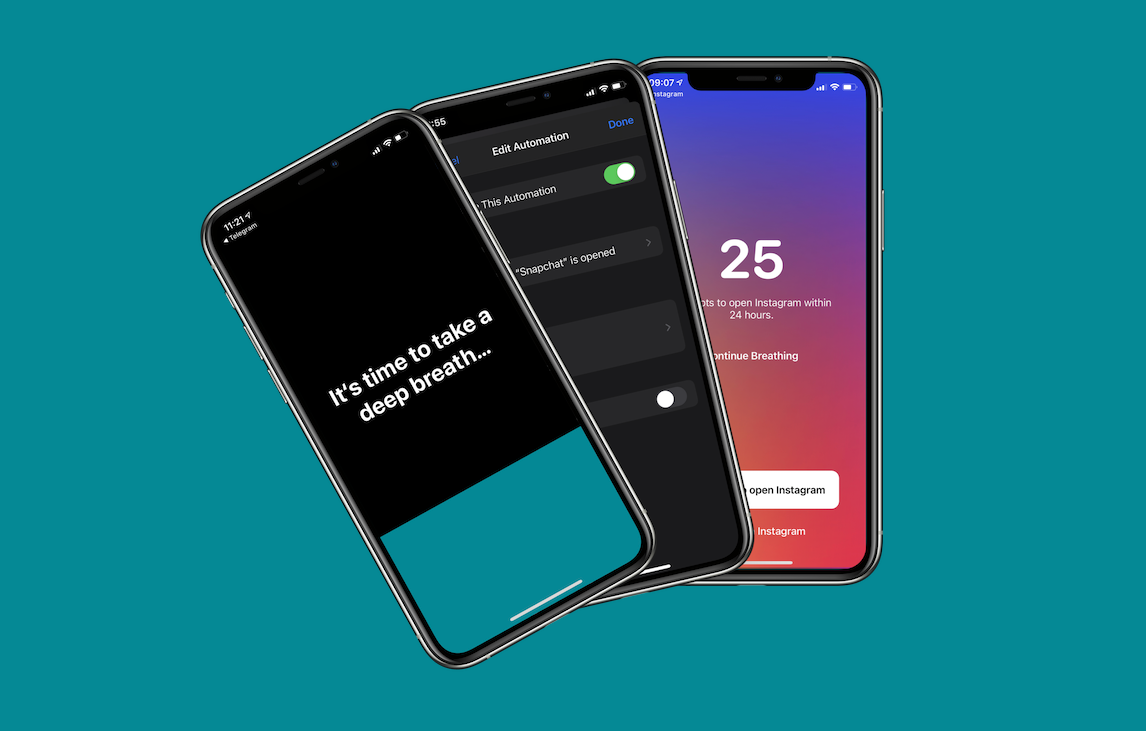 11:21
Telegram
It's time to take a
deep breath...
:55
Edit Automation
Done
This Automation
"Snapchat" is opened
09:07
nstagram
25
to open Instagram within
24 hours.
ontinue Breathing
open Instagram
Instagram